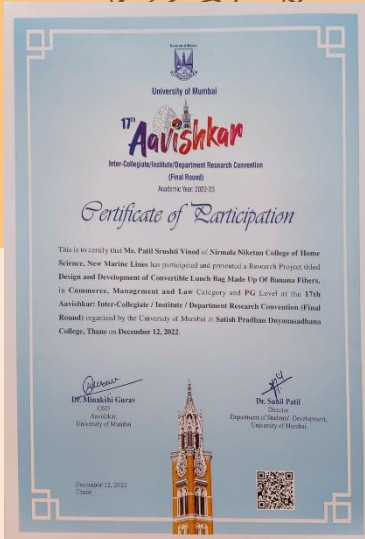 University of Mumbai
17th
Aavishkar
Inter-Collegiate/Institute/Department Research Convention
(Final Round)
Academic Year 2022-23
Certificate of Participation
This is to certify that Ms. Patil Srushti Vinod of Nirmala Niketan College of Home
Science, New Marine Lines has participated and presented a Research Project titled
Design and Development of Convertible Lunch Bag Made Up Of Banana Fibers,
in Commerce, Management and Law Category and PG Level at the 17th
Aavishkar: Inter-Collegiate / Institute / Department Research Convention (Final
Round) organized by the University of Mumbai at Satish Pradhan Dnyanasadhana
College, Thane on December 12, 2022.
Dr. Minakshi Gurav
OSD
Aavishkar,
University of Mumbai
Dr. Sunil Patil
Director
Department of Students' Development,
University of Mumbai
December 12, 2022
Thane